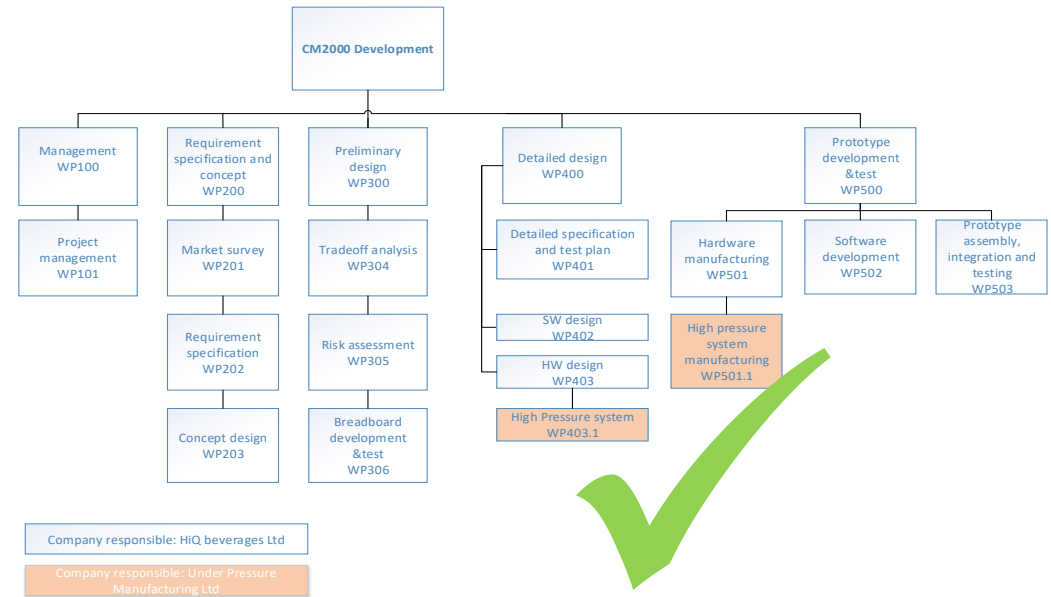 CM2000 Development
Management
WP100
Requirement
specification and
concept
WP200
Preliminary
design
WP300
Detailed design
WP400
Prototype
development
&test
WP500
Project
management
WP101
Market survey
WP201
Tradeoff analysis
WP304
Detailed specification
and test plan
WP401
Hardware
manufacturing
WP501
Software
development
WP502
Prototype
assembly,
integration and
testing
WP503
Requirement
specification
WP202
Risk assessment
WP305
SW design
WP402
HW design
WP403
High pressure
system
manufacturing
WP501.1
Concept design
WP203
Breadboard
development
&test
WP306
High Pressure system
WP403.1
Company responsible: HiQ beverages Ltd
Company responsible: Under Pressure
Manufacturing Ltd